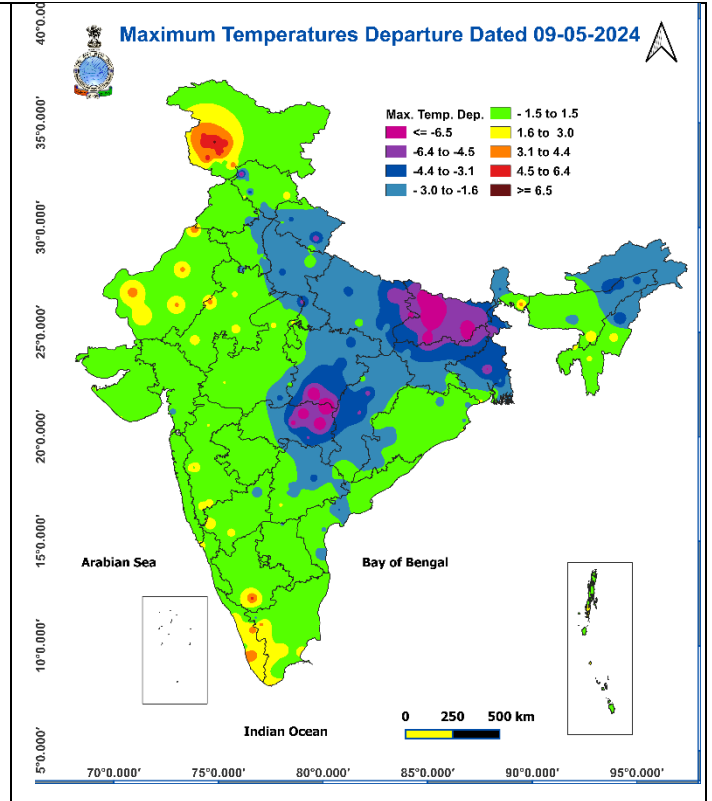 Maximum Temperatures Departure Dated 09-05-2024
Max. Temp. Dep.
<= -6.5
-6.4 to -4.5
-4.4 to -3.1
- 3.0 to -1.6
- 1.5 to 1.5
1.6 to 3.0
3.1 to 4.4
4.5 to 6.4
>= 6.5
40°0.00
35°0.000'
30°0.000'
25°0.000'
20°0.000'
15°0.000'
10°0.000'
5°0.000'
Arabian Sea
Bay of Bengal
Indian Ocean
0 250 500 km
70°0.000' 75°0.000' 80°0.000' 85°0.000' 90°0.000' 95°0.000'